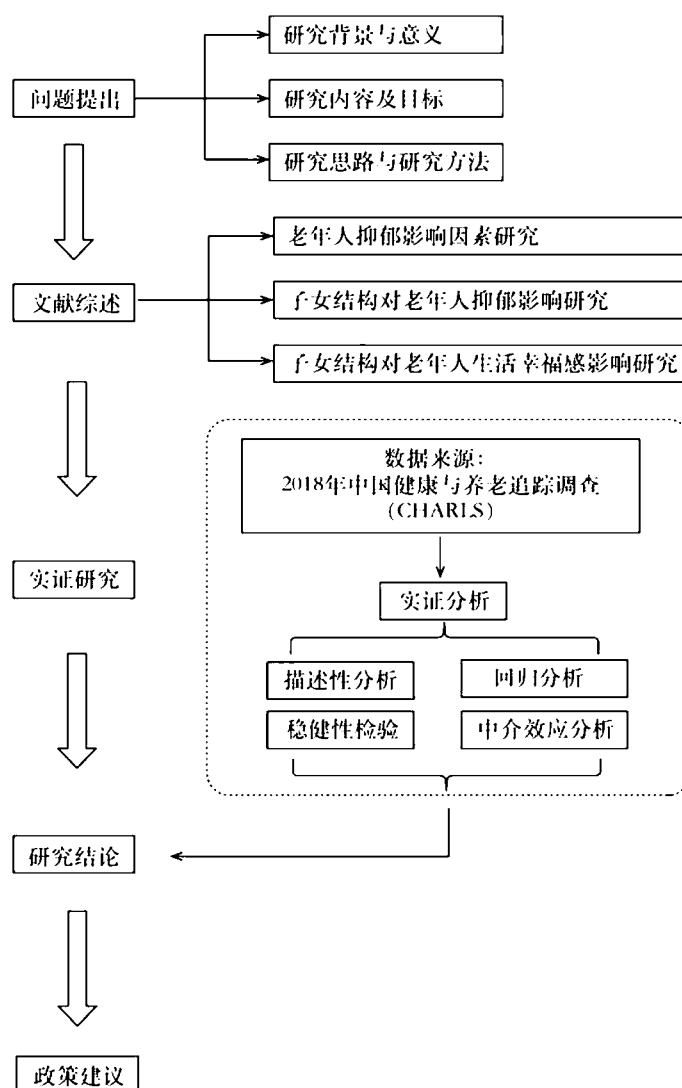 问题提出
研究背景与意义
研究内容及目标
研究思路与研究方法
文献综述
老年人抑郁影响因素研究
子女结构对老年人抑郁影响研究
子女结构对老年人生活幸福感影响研究
实证研究
数据来源：
2018年中国健康与养老追踪调查
（CHARLS）
实证分析
描述性分析
回归分析
稳健性检验
中介效应分析
研究结论
政策建议